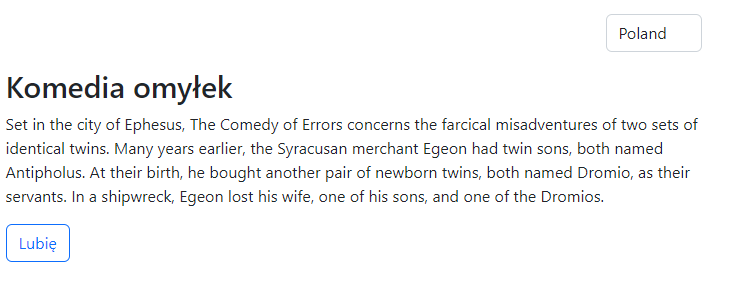 Poland
Komedia omyłek
Set in the city of Ephesus, The Comedy of Errors concerns the farcical misadventures of two sets of
identical twins. Many years earlier, the Syracusan merchant Egeon had twin sons, both named
Antipholus. At their birth, he bought another pair of newborn twins, both named Dromio, as their
servants. In a shipwreck, Egeon lost his wife, one of his sons, and one of the Dromios.
Lubię